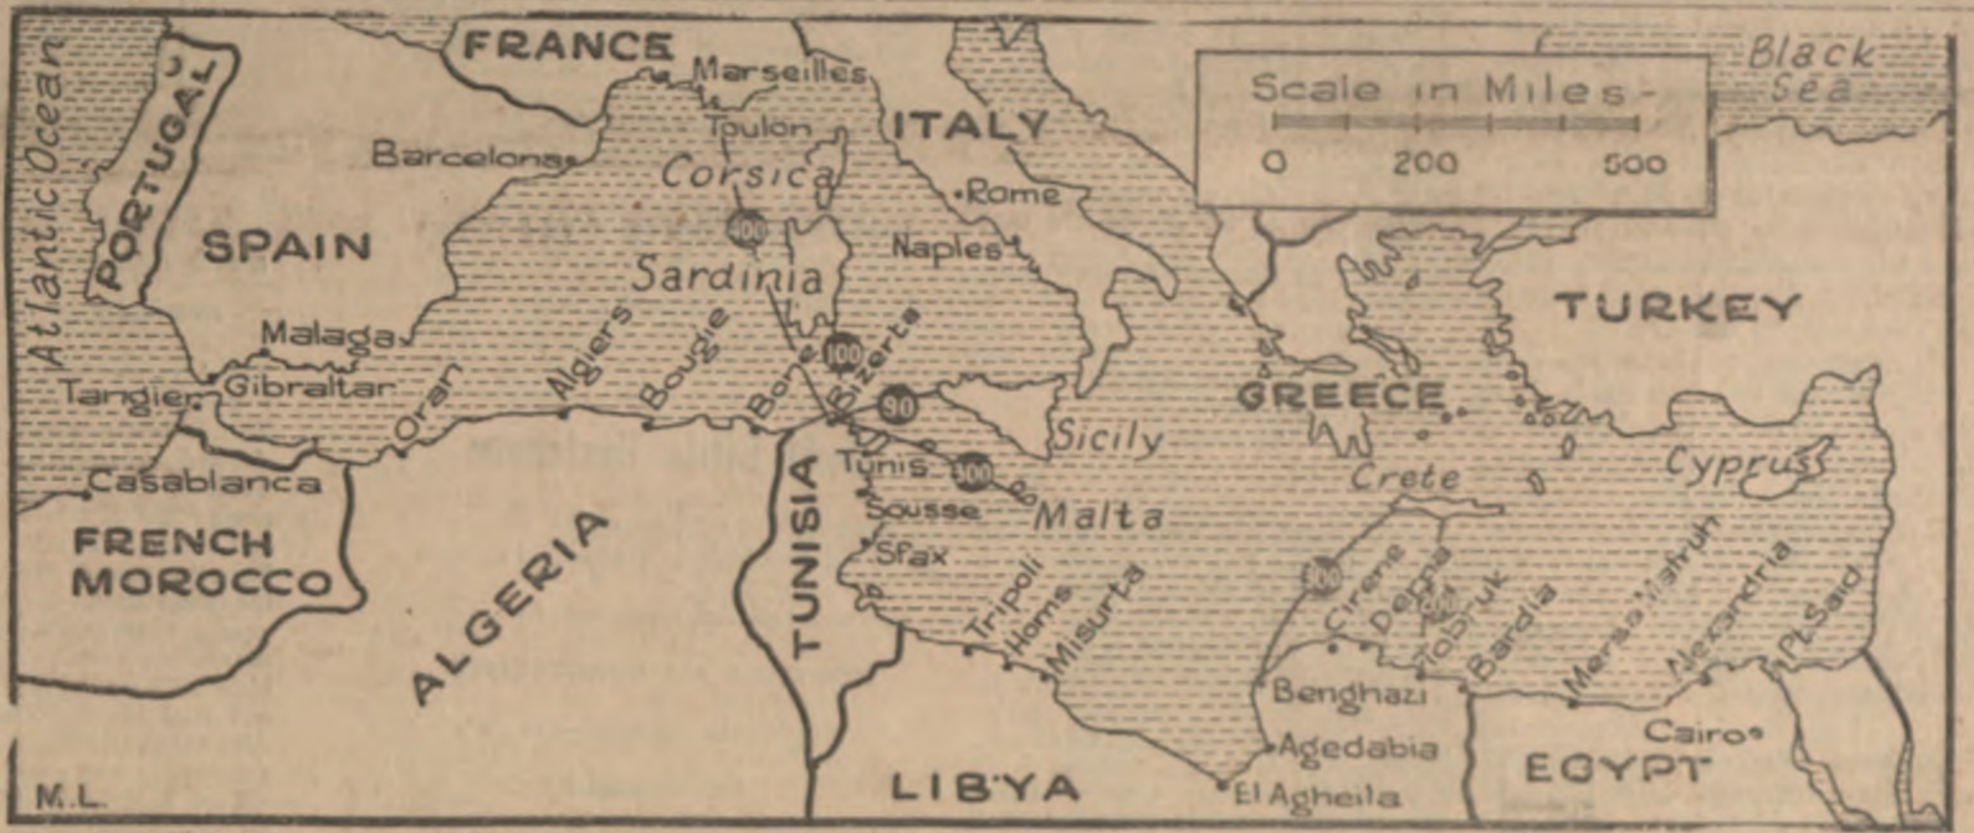 Atlantic Ocean
PORTUGAL
SPAIN
FRANCE
Marseilles
Toulon
Barcelona
Corsica
400
Sardinia
ITALY
Rome
Naples
Scale in Miles
0 200 500
Black
Sea
TURKEY
Malaga
Gibraltar
Tangier
Oran
Algiers
Bougie
Bone
100
Bizerta
90
Sicily
GREECE
Crete
Cyprus
Casablanca
FRENCH
MOROCCO
ALGERIA
TUNISIA
Tunis
300
Malta
Sousse
Sfax
Tripoli
Homs
Misurta
300
Cirene
Derna
200
Tobruk
Bardia
Mersa Matruh
Alexandria
Pt. Said
Benghazi
Agedabia
El Agheila
Cairo
LIBYA
EGYPT
M.L.